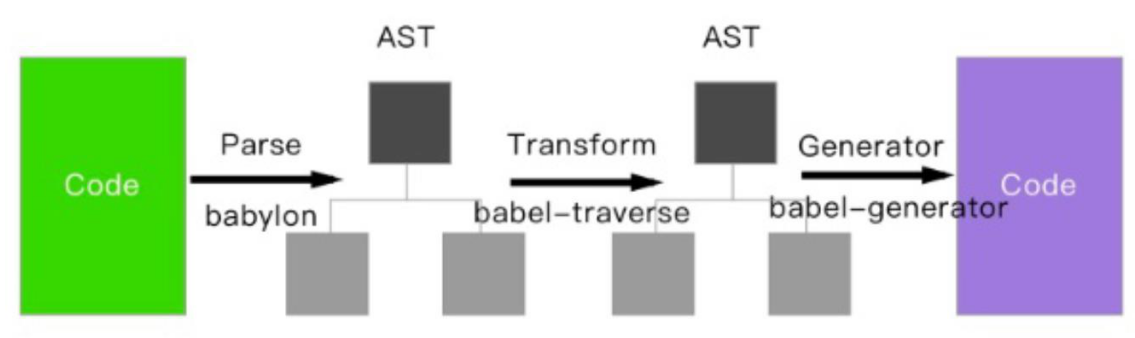 AST
AST
Code
Parse
babylon
Transform
babel-traverse
Generator
babel-generator
Code